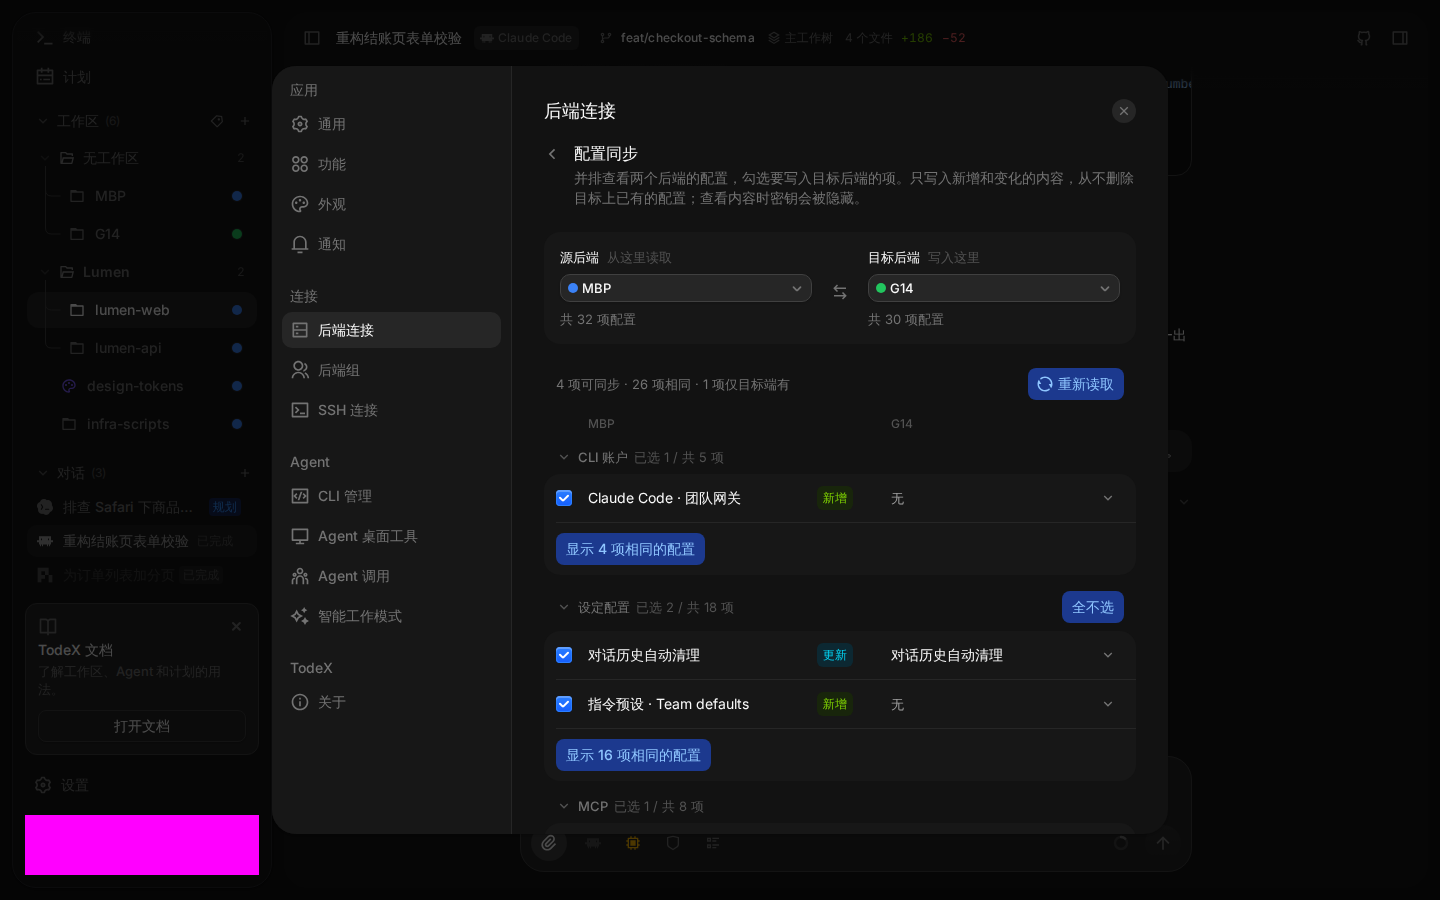 终端
计划
工作区 (6)
无工作区 2
MBP
G14
Lumen 2
lumen-web
lumen-api
design-tokens
infra-scripts
对话 (3)
排查 Safari 下商品... 规划
重构结账页表单校验 已完成
为订单列表加分页 已完成
TodeX 文档
了解工作区、Agent 和计划的用
法。
打开文档
设置
重构结账页表单校验 Claude Code feat/checkout-schema 主工作树 4 个文件 +186 −52
应用
通用
功能
外观
通知
连接
后端连接
后端组
SSH 连接
Agent
CLI 管理
Agent 桌面工具
Agent 调用
智能工作模式
TodeX
关于
后端连接
配置同步
并排查看两个后端的配置，勾选要写入目标后端的项。只写入新增和变化的内容，从不删除
目标上已有的配置；查看内容时密钥会被隐藏。
源后端 从这里读取
MBP
共 32 项配置
目标后端 写入这里
G14
共 30 项配置
4 项可同步 · 26 项相同 · 1 项仅目标端有
重新读取
MBP G14
CLI 账户 已选 1 / 共 5 项
Claude Code · 团队网关 新增 无
显示 4 项相同的配置
设定配置 已选 2 / 共 18 项
全不选
对话历史自动清理 更新 对话历史自动清理
指令预设 · Team defaults 新增 无
显示 16 项相同的配置
MCP 已选 1 / 共 8 项
出